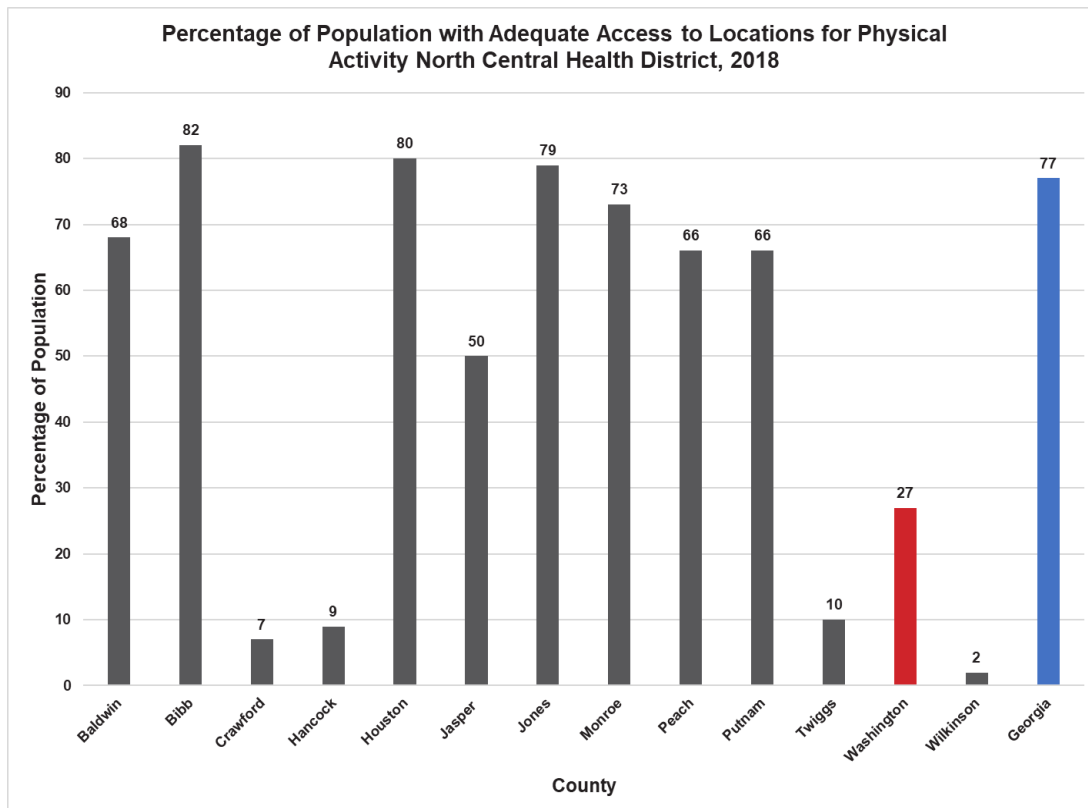 Percentage of Population with Adequate Access to Locations for Physical
Activity North Central Health District, 2018
Percentage of Population
90
80
70
60
50
40
30
20
10
0
68
82
7
9
80
50
79
73
66
66
10
27
2
77
Baldwin
Bibb
Crawford
Hancock
Houston
Jasper
Jones
Monroe
Peach
Putnam
Twiggs
Washington
Wilkinson
Georgia
County